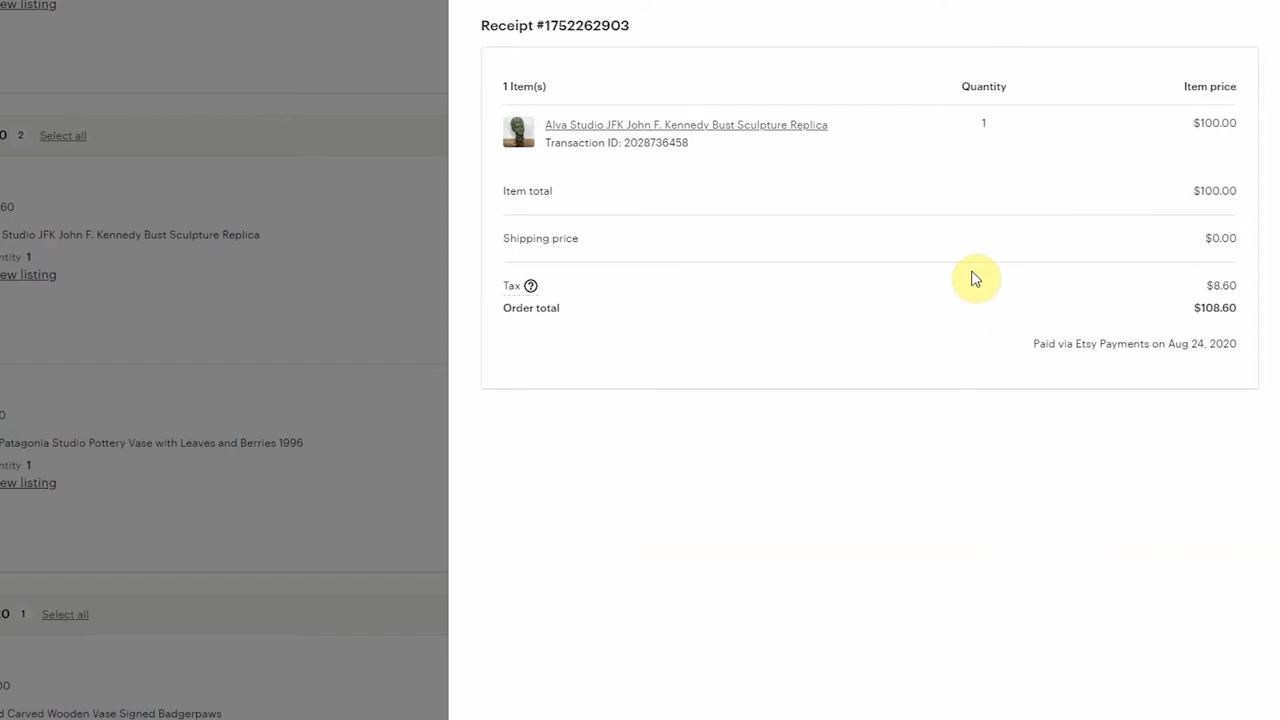 ew listing
0 2 Select all
60
Studio JFK John F. Kennedy Bust Sculpture Replica
ntity 1
ew listing
0
Patagonia Studio Pottery Vase with Leaves and Berries 1996
ntity 1
ew listing
20 1 Select all
00
d Carved Wooden Vase Signed Badgerpaws
Receipt #1752262903
1 Item(s) Quantity Item price
Alva Studio JFK John F. Kennedy Bust Sculpture Replica 1 $100.00
Transaction ID: 2028736458
Item total $100.00
Shipping price $0.00
Tax ? $8.60
Order total $108.60
Paid via Etsy Payments on Aug 24, 2020